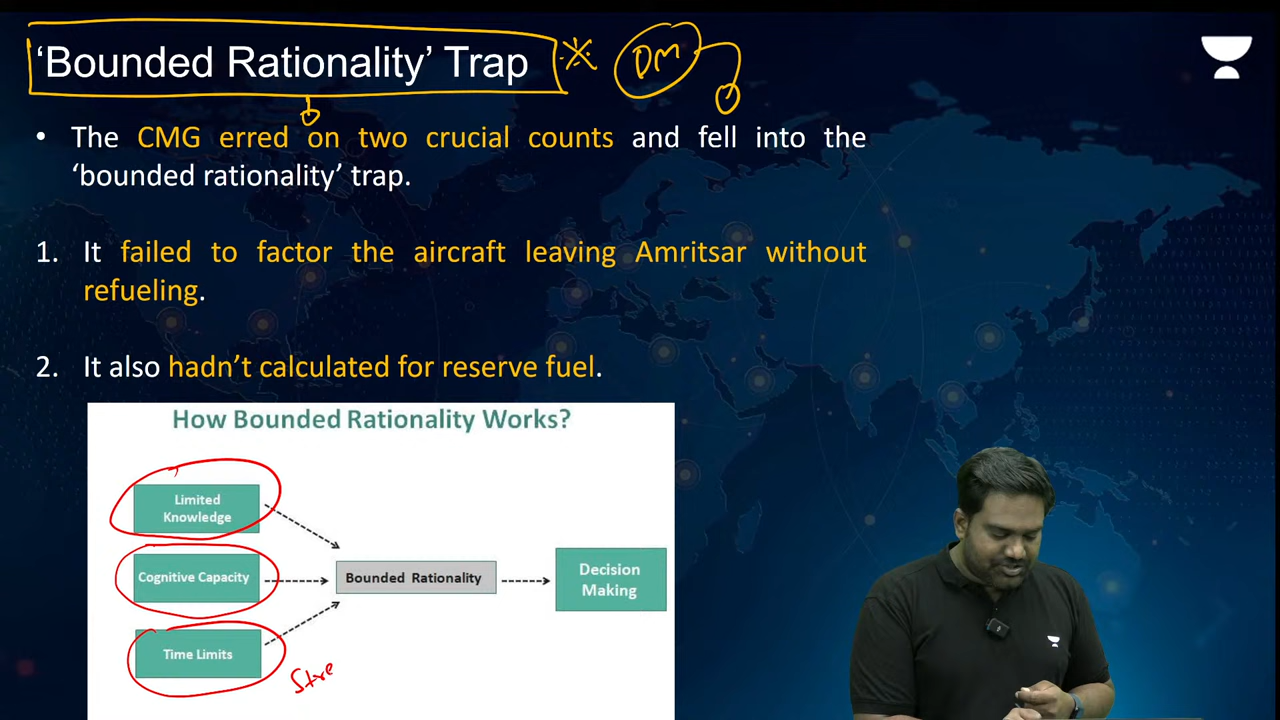 ‘Bounded Rationality’ Trap
DM
• The CMG erred on two crucial counts and fell into the
‘bounded rationality’ trap.
1. It failed to factor the aircraft leaving Amritsar without
refueling.
2. It also hadn’t calculated for reserve fuel.
How Bounded Rationality Works?
Limited
Knowledge
Cognitive Capacity
Bounded Rationality
Decision
Making
Time Limits
Stre